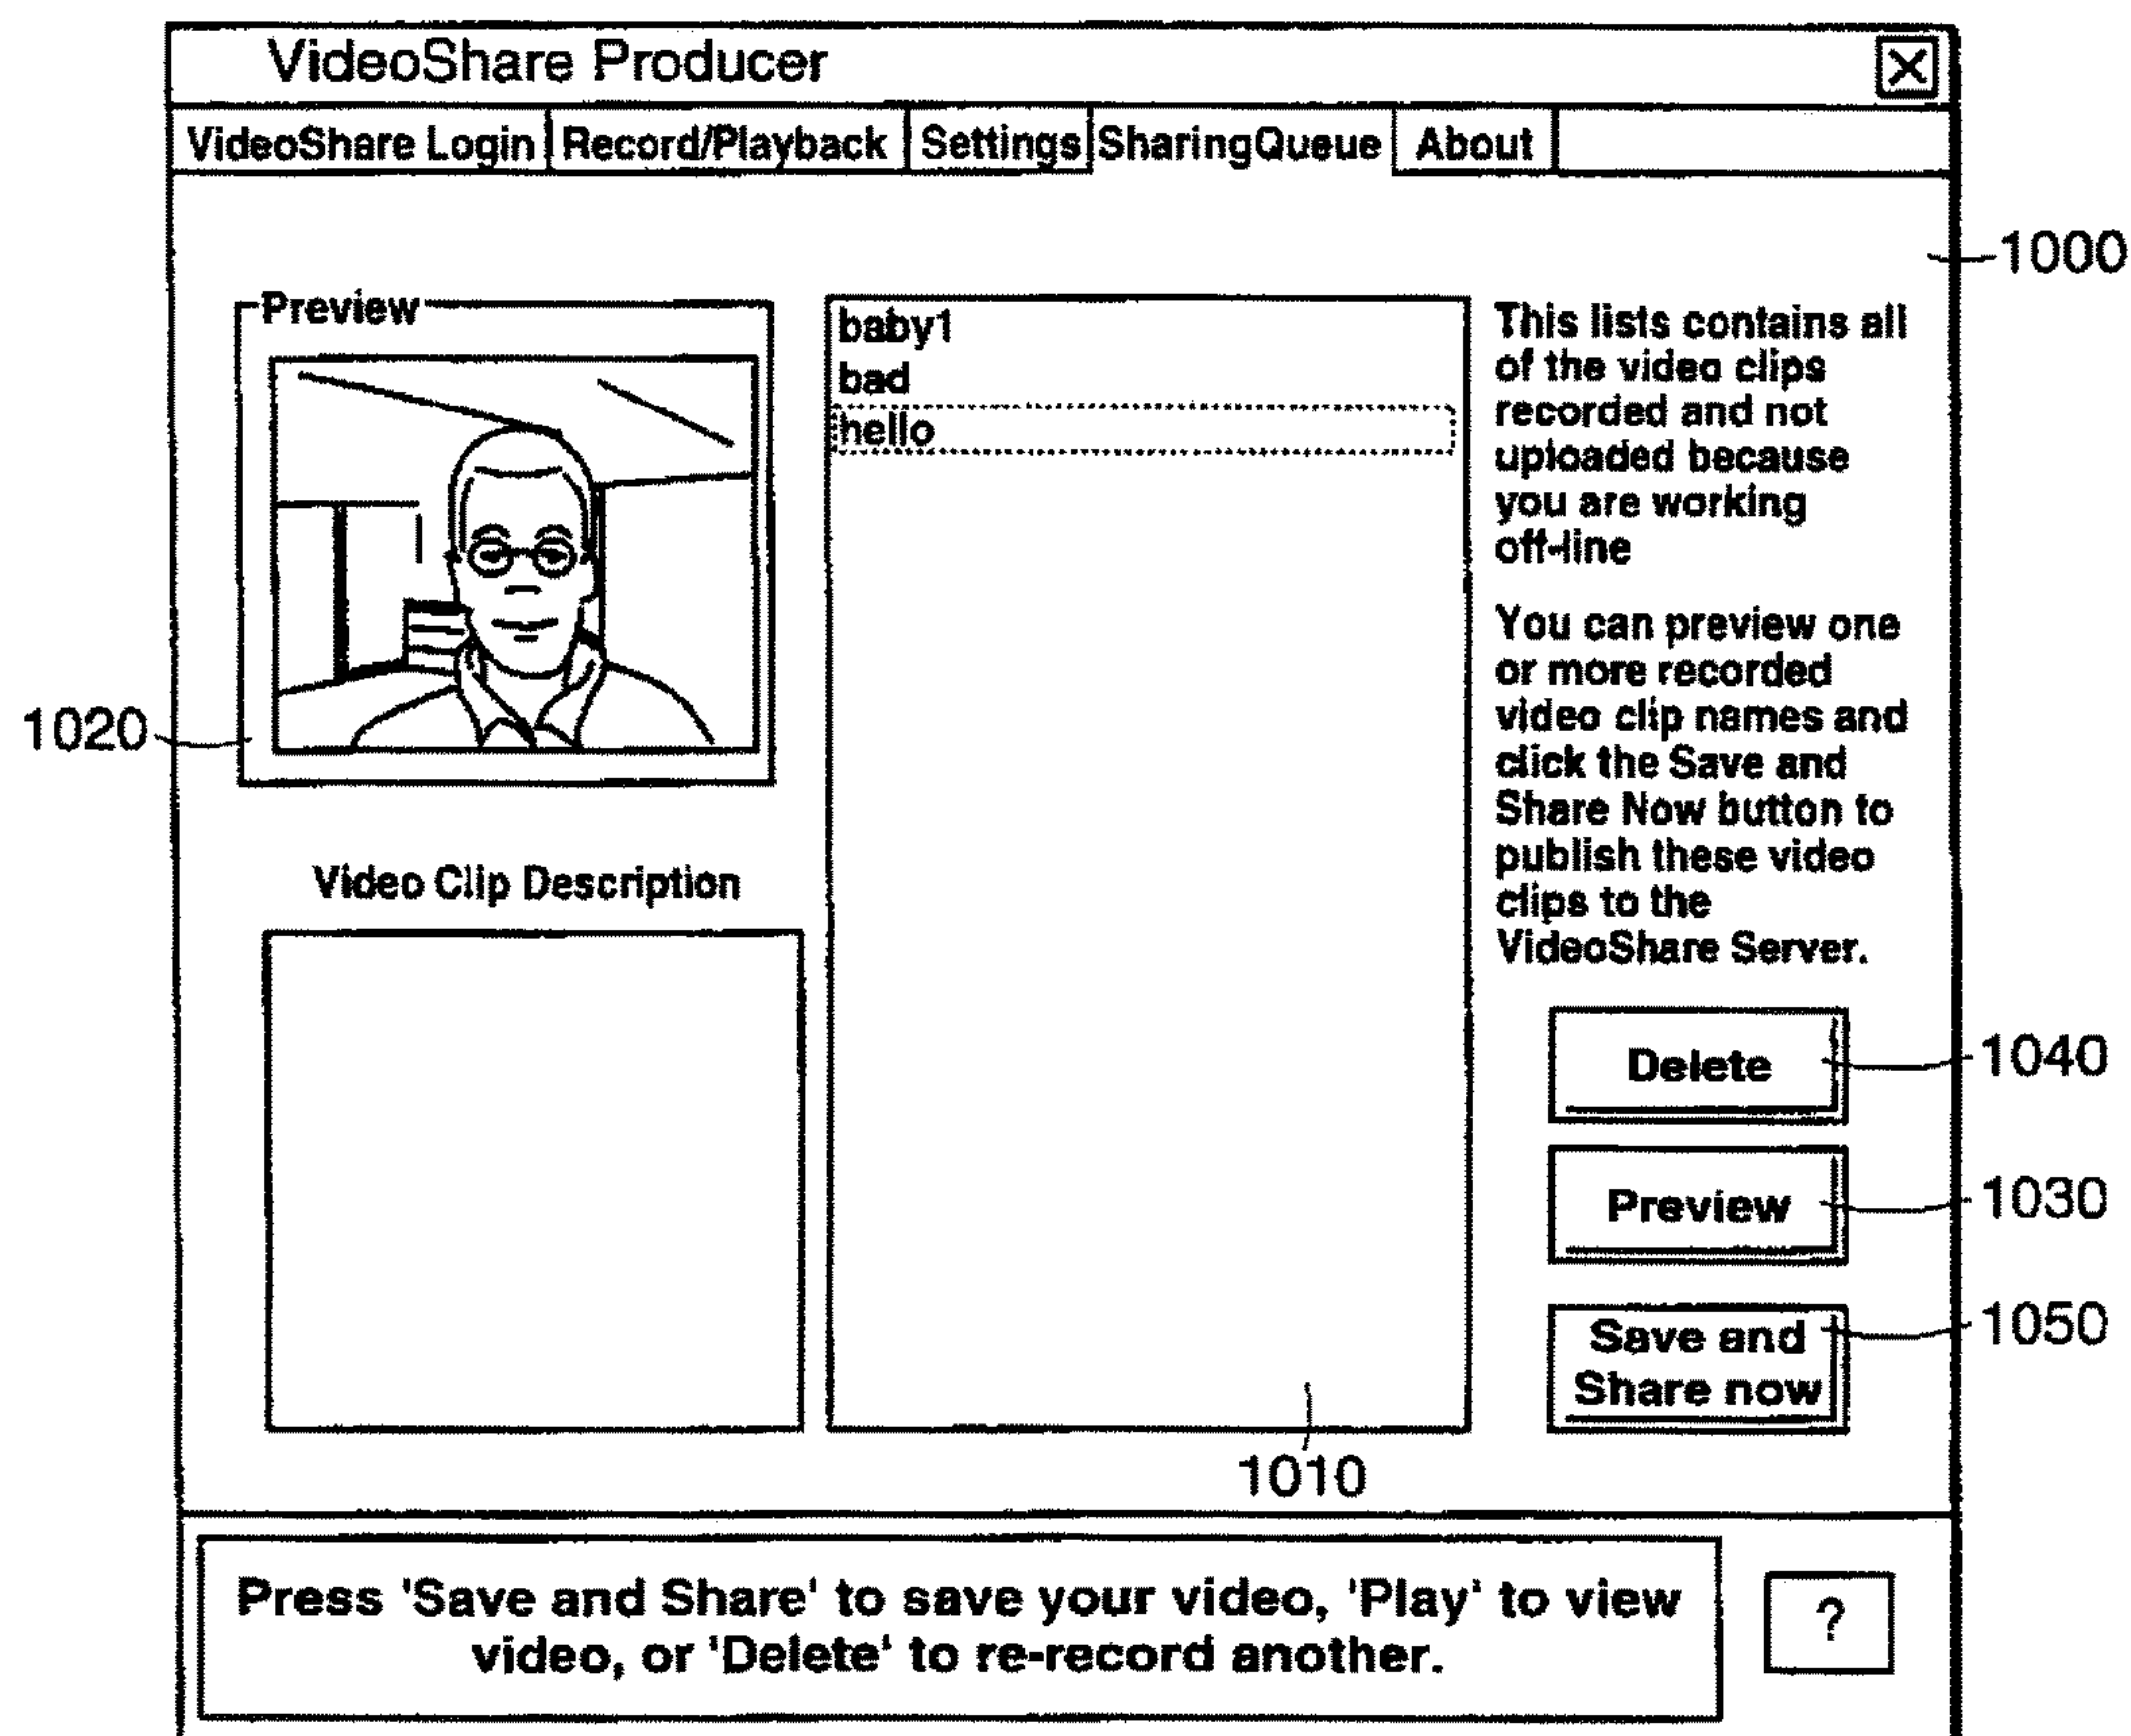 VideoShare Producer
VideoShare Login Record/Playback Settings SharingQueue About
1000
Preview
1020
Video Clip Description
baby1
bad
hello
1010
This lists contains all
of the video clips
recorded and not
uploaded because
you are working
off-line
You can preview one
or more recorded
video clip names and
click the Save and
Share Now button to
publish these video
clips to the
VideoShare Server.
Delete
1040
Preview
1030
Save and
Share now
1050
Press 'Save and Share' to save your video, 'Play' to view
video, or 'Delete' to re-record another.
?